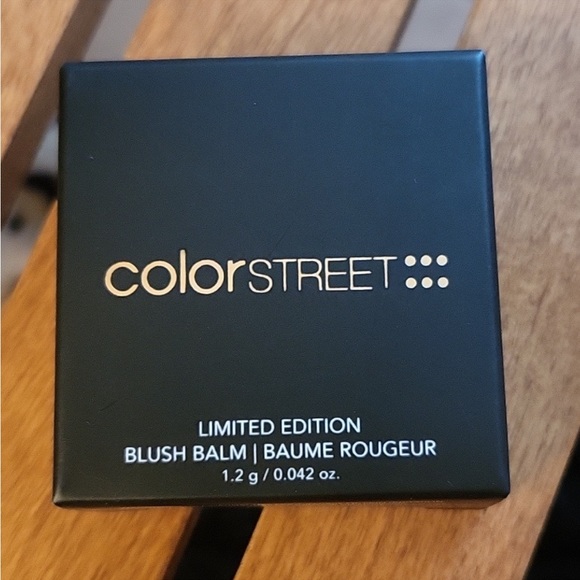 colorSTREET
LIMITED EDITION
BLUSH BALM | BAUME ROUGEUR
1.2 g / 0.042 oz.